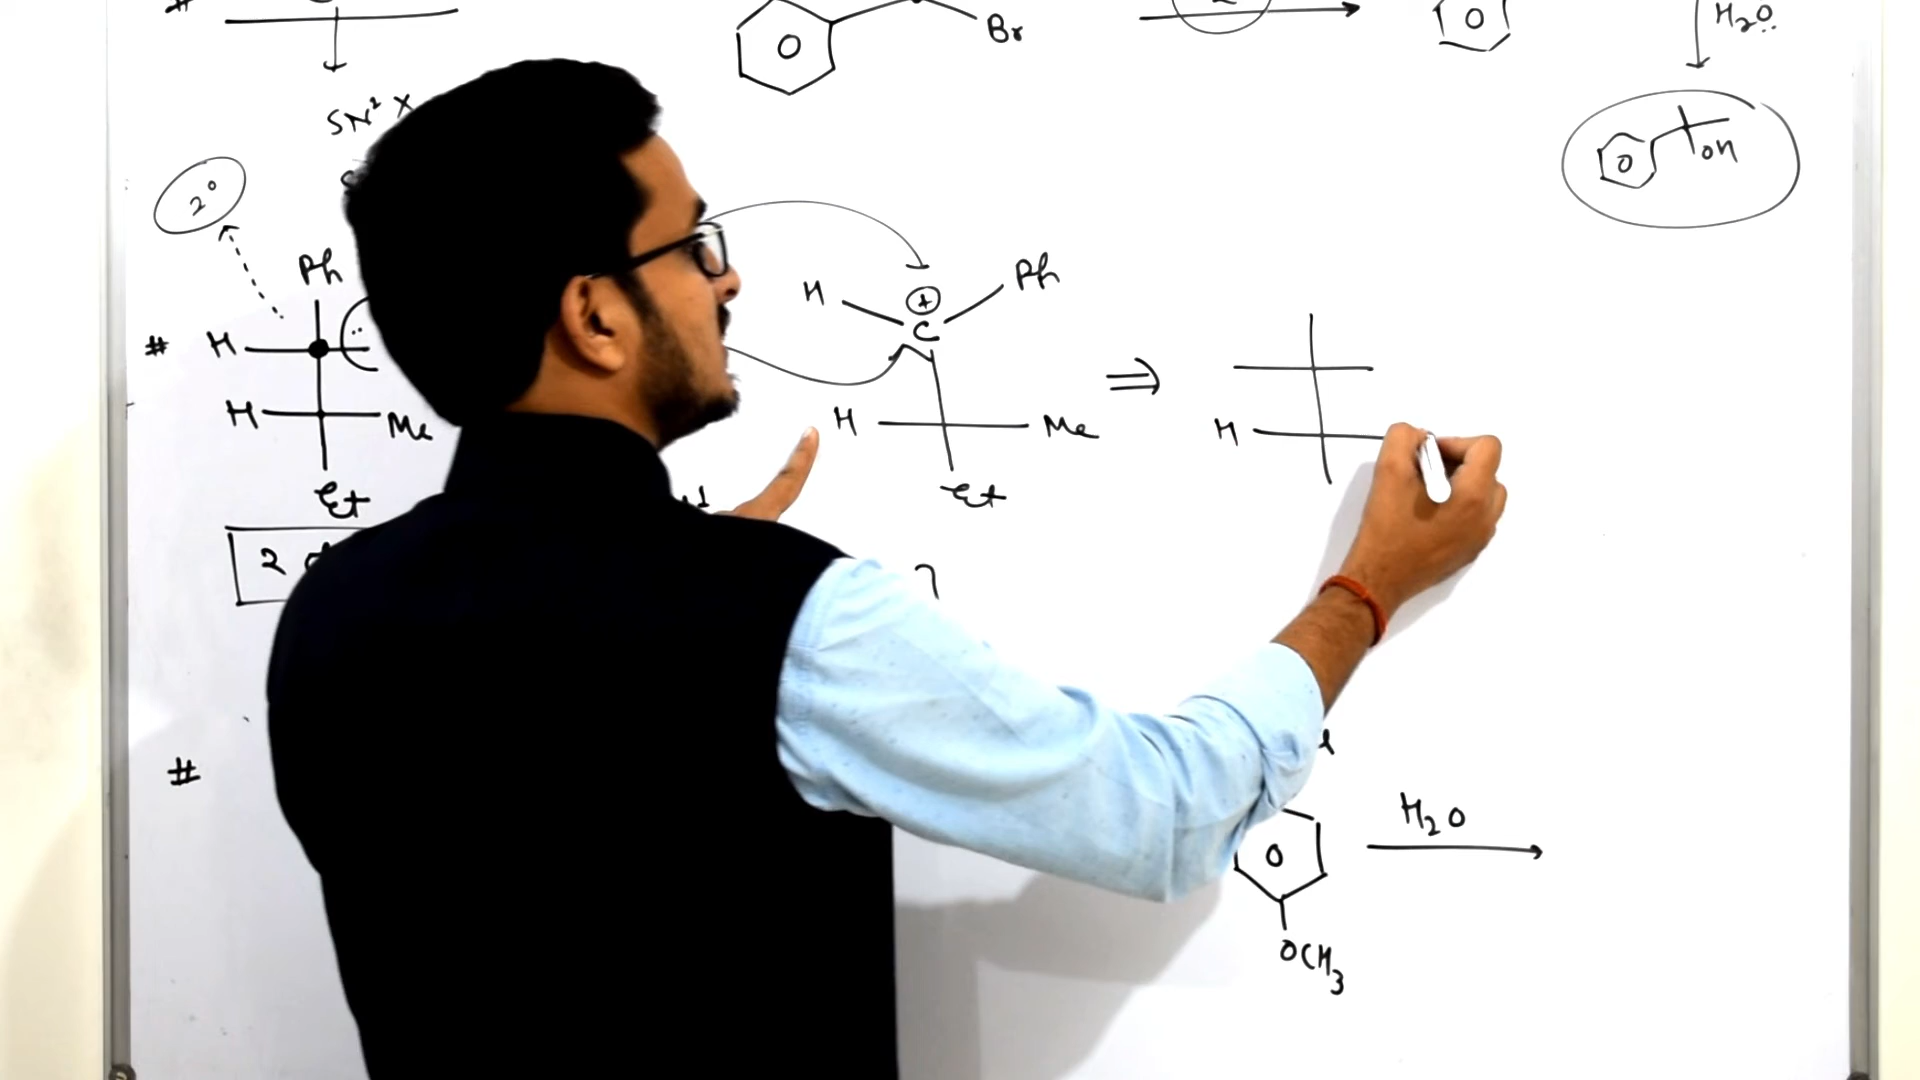 #
Br
O
O
H₂O
SN² X
O
OH
2°
Ph
H
#
H
Me
Et
2
H
+
Ph
C
H
Me
Et
⇒
H
#
O
OCH₃
H₂O